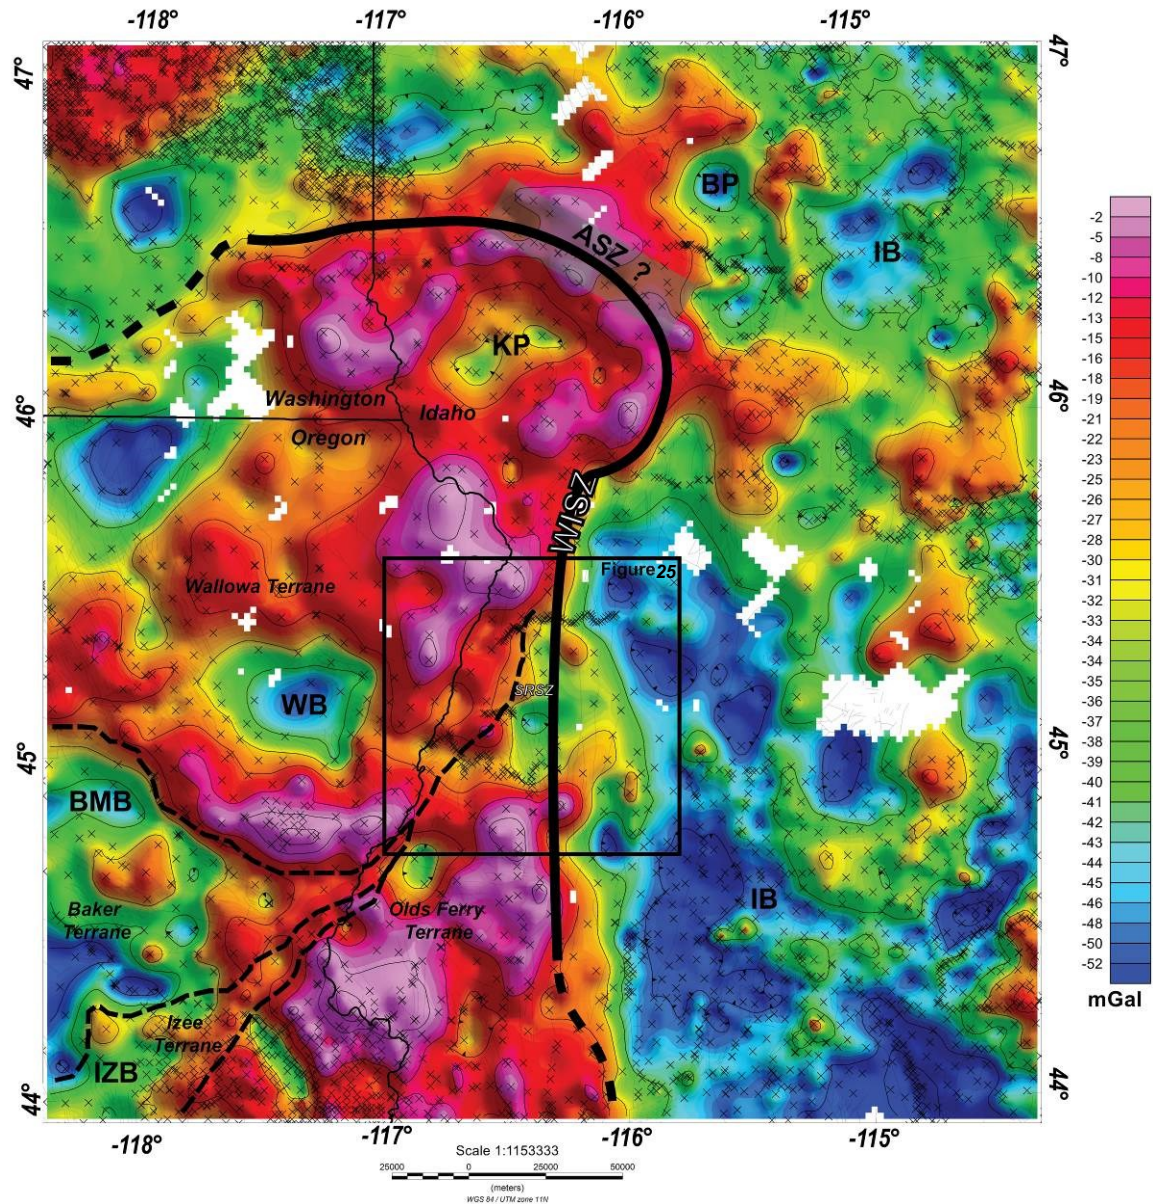 -118° -117° -116° -115°
47° 47°
BP
ASZ ?
IB
KP
46° Washington Idaho 46°
Oregon
WISZ
Figure 25
Wallowa Terrane
SRSZ
WB
45° 45°
BMB
Baker
Terrane
Olds Ferry
Terrane
IB
Izee
Terrane
IZB
44° 44°
-118° -117° -116° -115°
-2
-5
-8
-10
-12
-13
-15
-16
-18
-19
-21
-22
-23
-25
-26
-27
-28
-30
-31
-32
-33
-34
-34
-35
-36
-37
-38
-39
-40
-41
-42
-43
-44
-45
-46
-48
-50
-52
mGal
Scale 1:1153333
25000 0 25000 50000
(meters)
WGS 84 / UTM zone 11N